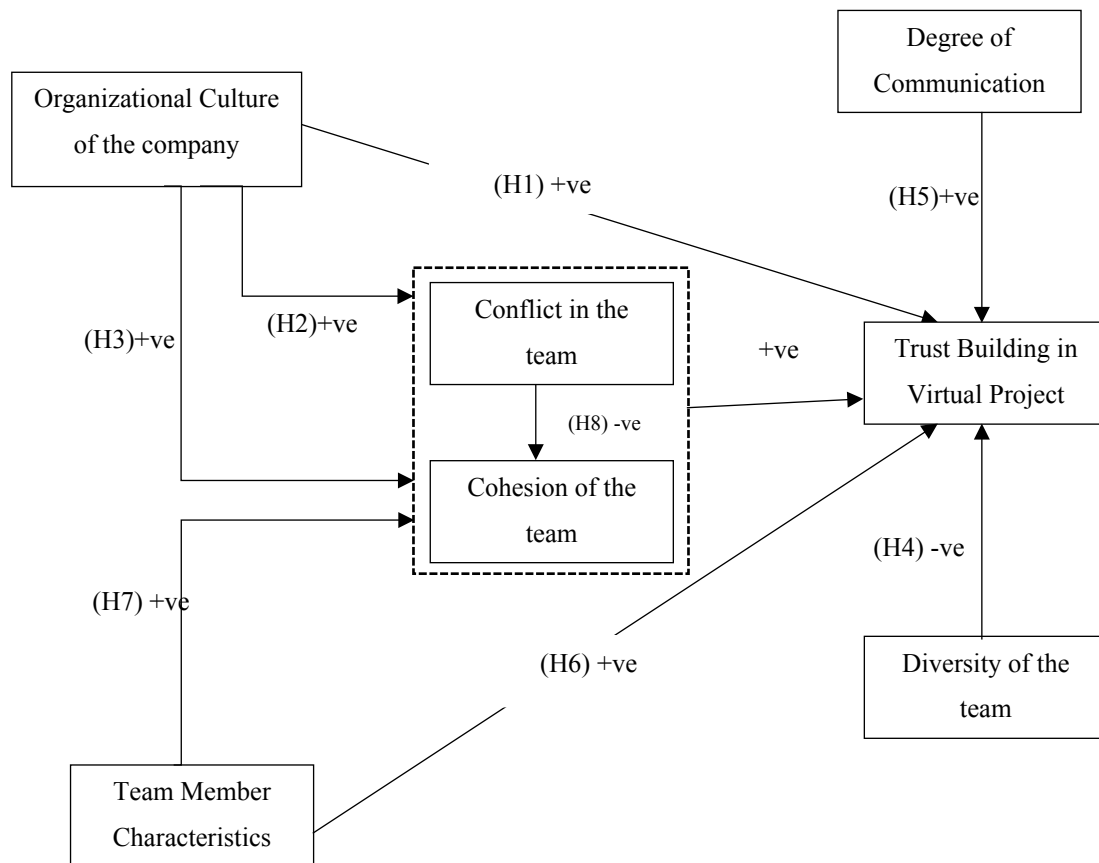 Degree of
Communication
Organizational Culture
of the company
(H1) +ve
(H5)+ve
(H2)+ve
(H3)+ve
Conflict in the
team
+ve
Trust Building in
Virtual Project
(H8) -ve
Cohesion of the
team
(H4) -ve
(H7) +ve
(H6) +ve
Diversity of the
team
Team Member
Characteristics